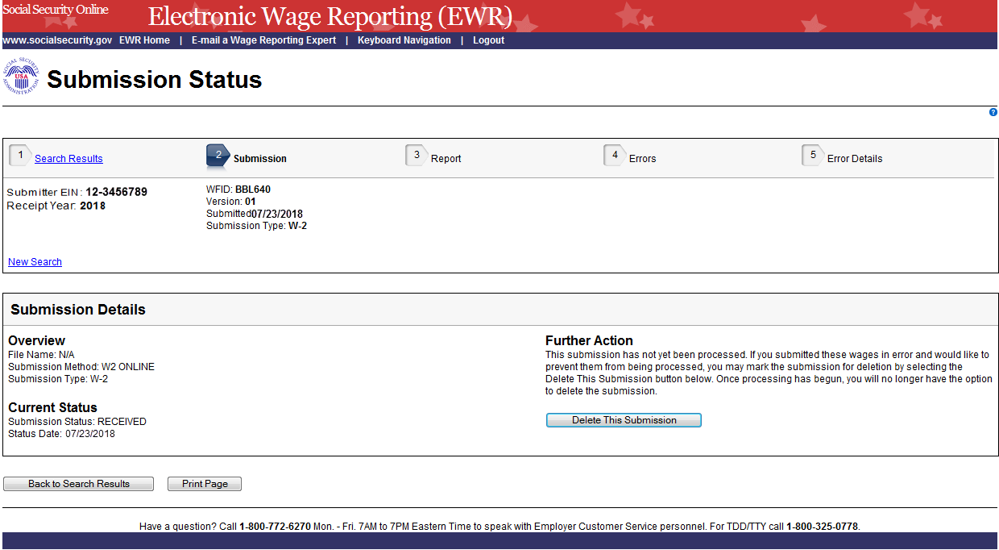 Social Security Online
Electronic Wage Reporting (EWR)
www.socialsecurity.gov EWR Home | E-mail a Wage Reporting Expert | Keyboard Navigation | Logout
SOCIAL SECURITY ADMINISTRATION
USA
Submission Status
?
1 Search Results
2 Submission
3 Report
4 Errors
5 Error Details
Submitter EIN: 12-3456789
Receipt Year: 2018
New Search
WFID: BBL640
Version: 01
Submitted07/23/2018
Submission Type: W-2
Submission Details
Overview
File Name: N/A
Submission Method: W2 ONLINE
Submission Type: W-2
Current Status
Submission Status: RECEIVED
Status Date: 07/23/2018
Further Action
This submission has not yet been processed. If you submitted these wages in error and would like to
prevent them from being processed, you may mark the submission for deletion by selecting the
Delete This Submission button below. Once processing has begun, you will no longer have the option
to delete the submission.
Delete This Submission
Back to Search Results
Print Page
Have a question? Call 1-800-772-6270 Mon. - Fri. 7AM to 7PM Eastern Time to speak with Employer Customer Service personnel. For TDD/TTY call 1-800-325-0778.